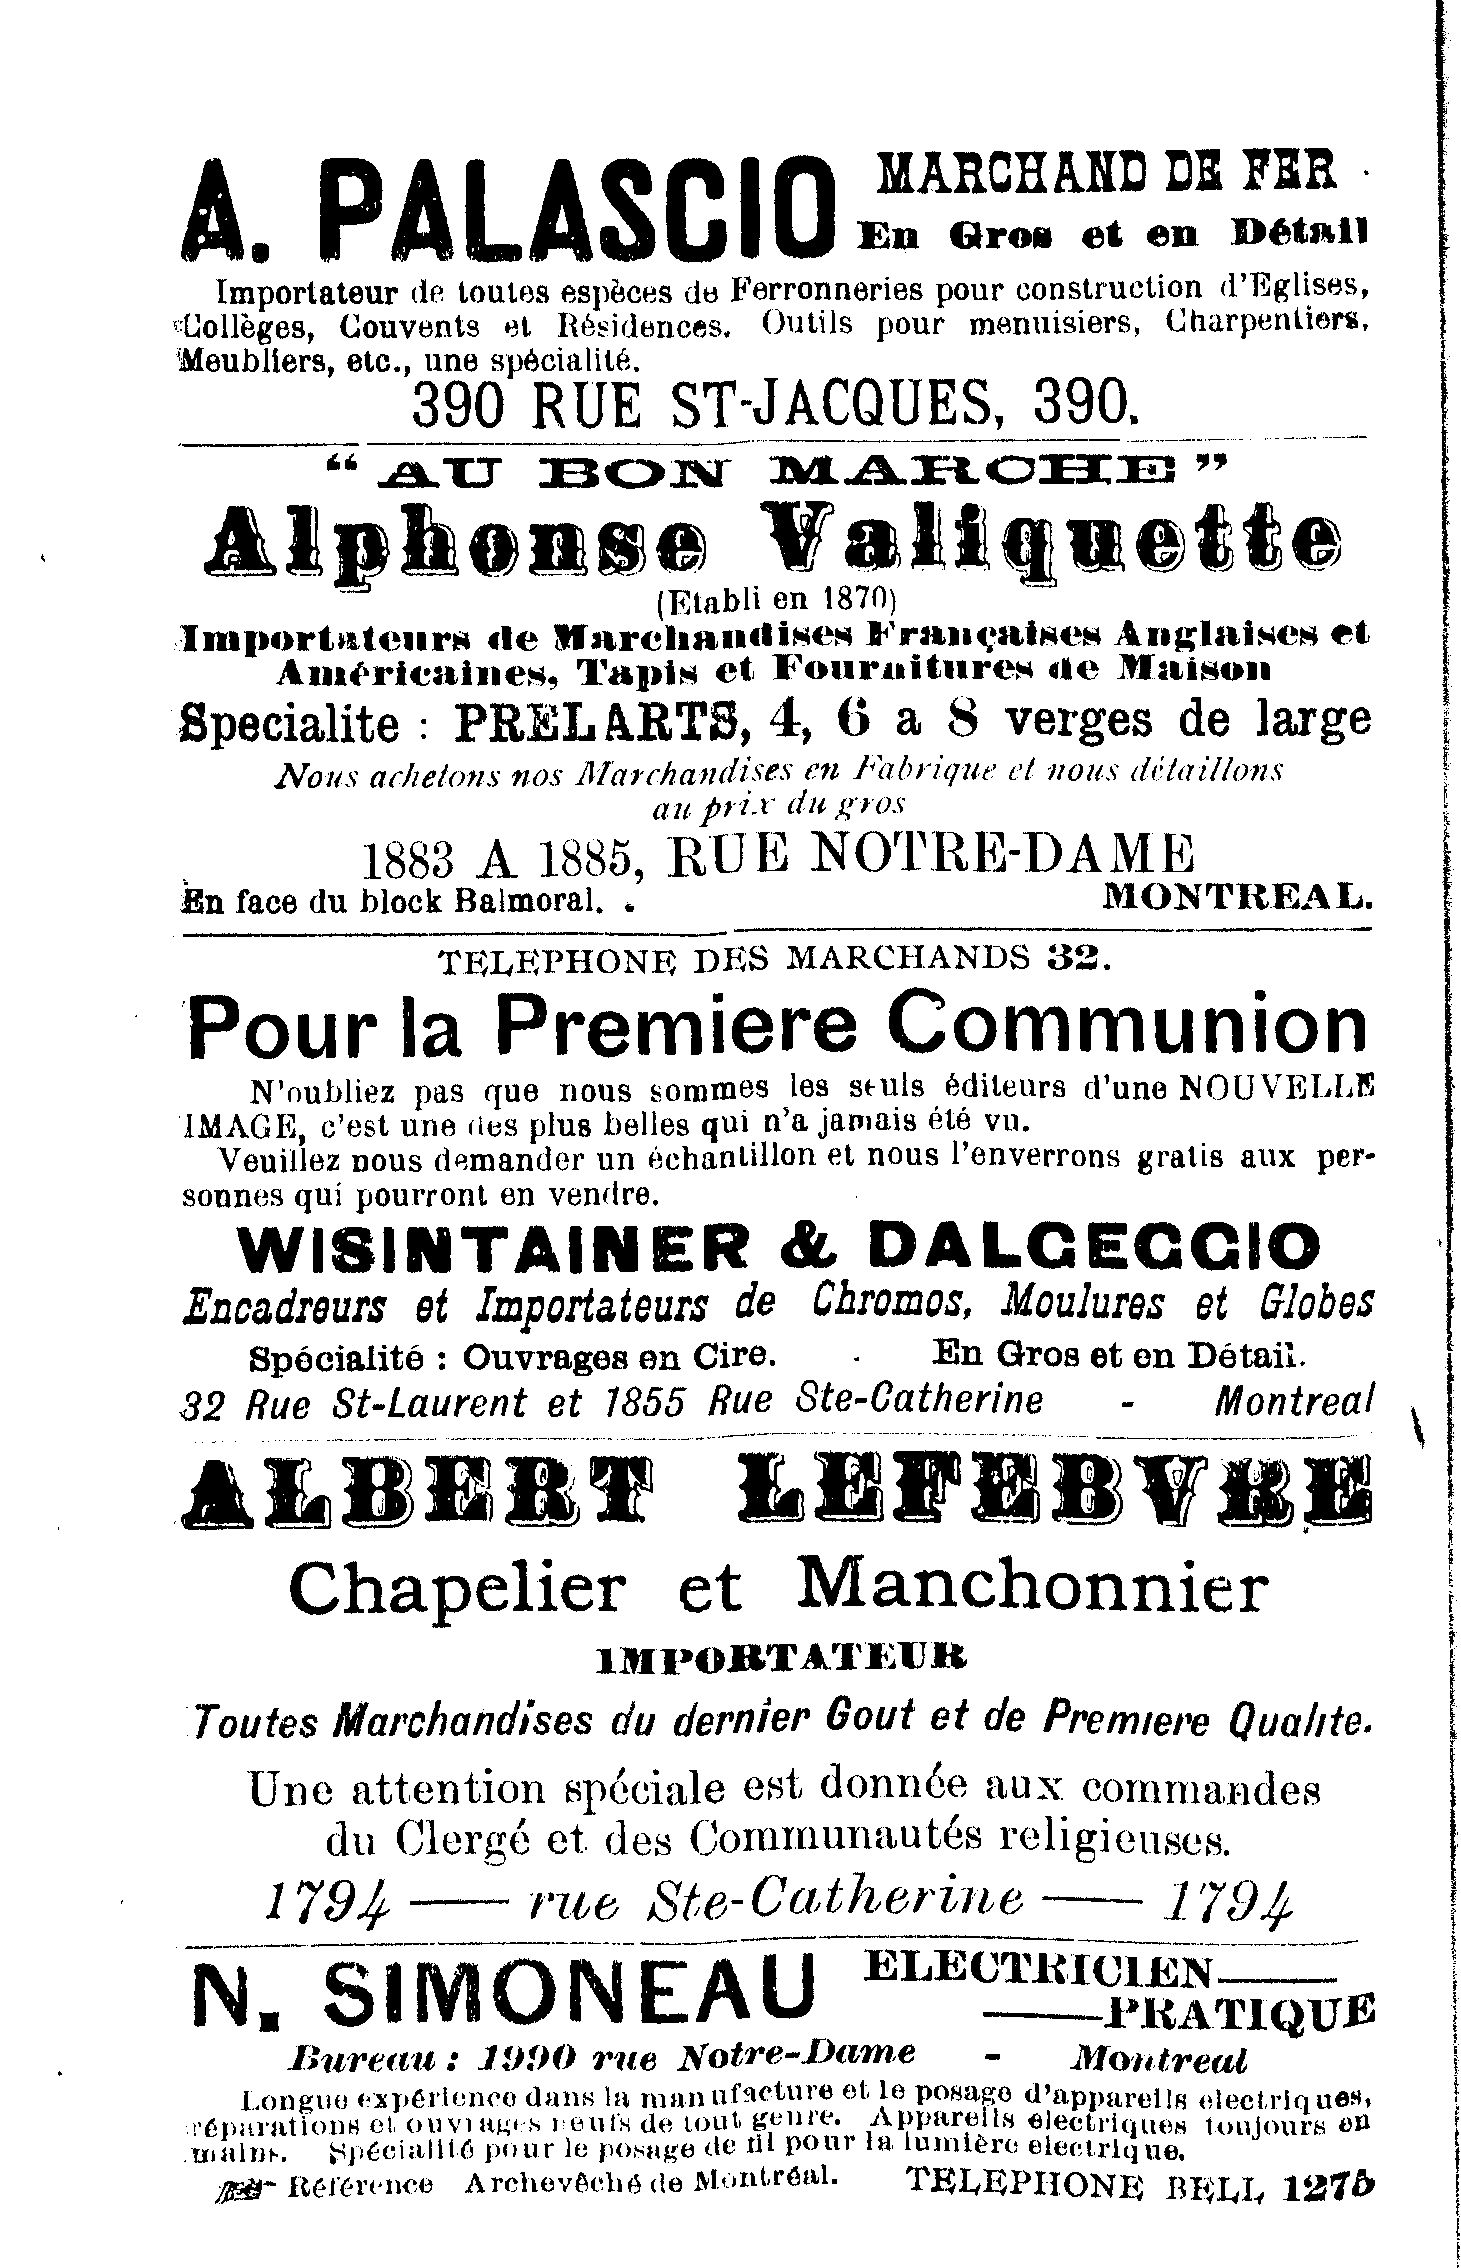 A. PALASCIO MARCHAND DE FER
En Gros et en Détail
Importateur de toutes espèces de Ferronneries pour construction d'Eglises,
Collèges, Couvents et Résidences. Outils pour menuisiers, Charpentiers,
Meubliers, etc., une spécialité.
390 RUE ST-JACQUES, 390.
“ AU BON MARCHE ”
Alphonse Valiquette
(Etabli en 1870)
Importateurs de Marchandises Françaises Anglaises et
Américaines, Tapis et Fournitures de Maison
Specialite : PRELARTS, 4, 6 a 8 verges de large
Nous achetons nos Marchandises en Fabrique et nous détaillons
au prix du gros
1883 A 1885, RUE NOTRE-DAME
En face du block Balmoral. . MONTREAL.
TELEPHONE DES MARCHANDS 32.
Pour la Premiere Communion
N'oubliez pas que nous sommes les seuls éditeurs d'une NOUVELLE
IMAGE, c'est une des plus belles qui n'a jamais été vu.
Veuillez nous demander un échantillon et nous l'enverrons gratis aux per-
sonnes qui pourront en vendre.
WISINTAINER & DALGEGGIO
Encadreurs et Importateurs de Chromos, Moulures et Globes
Spécialité : Ouvrages en Cire. . En Gros et en Détail.
32 Rue St-Laurent et 1855 Rue Ste-Catherine - Montreal
ALBERT LEFEBVRE
Chapelier et Manchonnier
IMPORTATEUR
Toutes Marchandises du dernier Gout et de Premiere Qualite.
Une attention spéciale est donnée aux commandes
du Clergé et des Communautés religieuses.
1794 — rue Ste-Catherine — 1794
N. SIMONEAU ELECTRICIEN——
——PRATIQUE
Bureau : 1990 rue Notre-Dame - Montreal
Longue expérience dans la manufacture et le posage d'appareils electriques,
réparations et ouvrages neufs de tout genre. Appareils electriques toujours en
mains. Spécialité pour le posage de fil pour la lumière electrique.
Référence Archevêché de Montréal. TELEPHONE BELL 1275